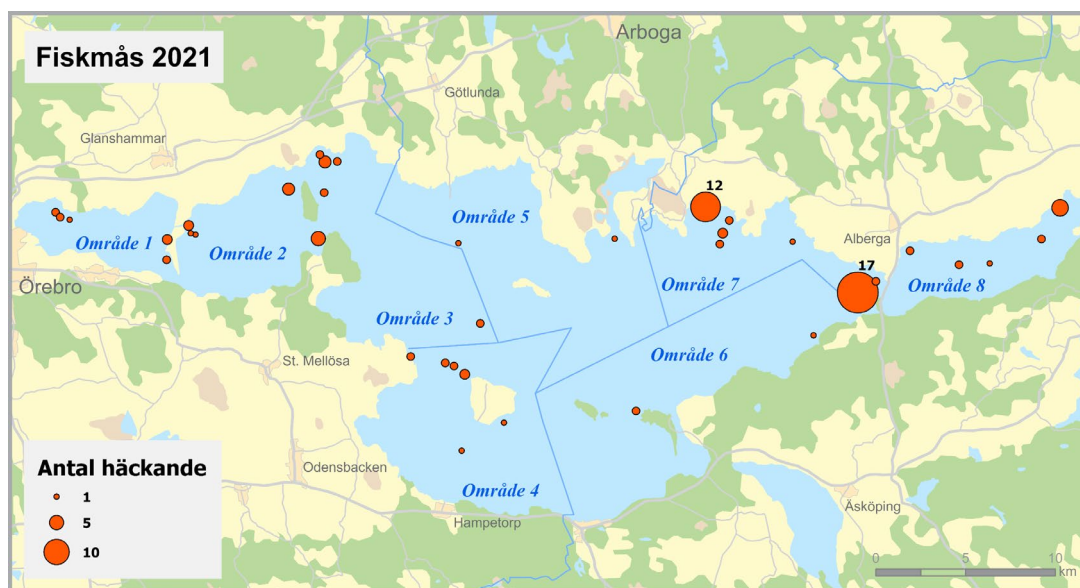 Fiskmås 2021
Arboga
Götlunda
Glanshammar
12
Område 5
Område 1
Område 2
Alberga
Örebro
17
Område 7
Område 8
Område 3
St. Mellösa
Område 6
Antal häckande
1
5
10
Odensbacken
Område 4
Hampetorp
Äsköping
0 5 10
km